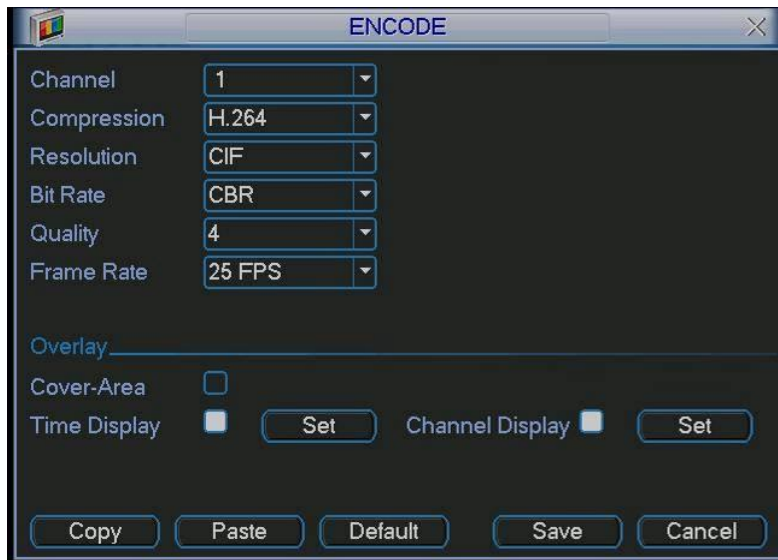 ENCODE
Channel 1
Compression H.264
Resolution CIF
Bit Rate CBR
Quality 4
Frame Rate 25 FPS
Overlay
Cover-Area
Time Display Set Channel Display Set
Copy Paste Default Save Cancel